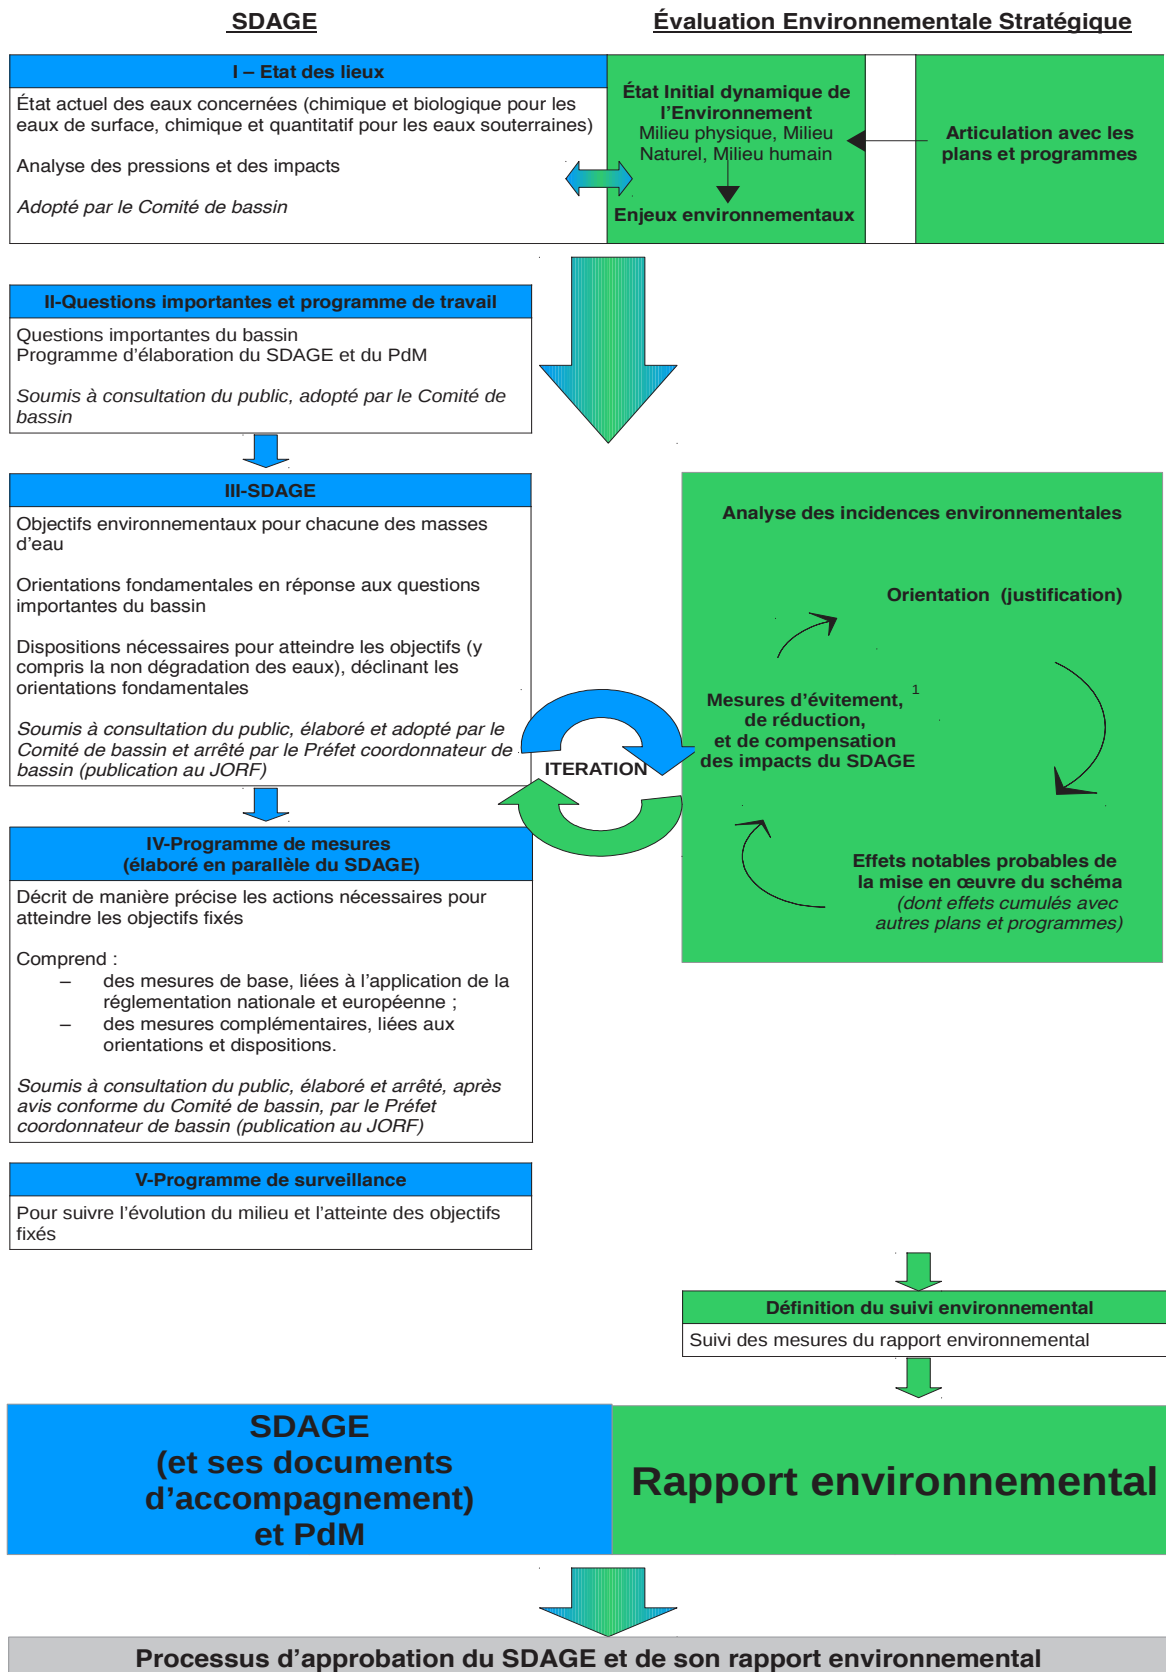 SDAGE
Évaluation Environnementale Stratégique
I – Etat des lieux
État actuel des eaux concernées (chimique et biologique pour les
eaux de surface, chimique et quantitatif pour les eaux souterraines)
Analyse des pressions et des impacts
Adopté par le Comité de bassin
État Initial dynamique de
l’Environnement
Milieu physique, Milieu
Naturel, Milieu humain
Enjeux environnementaux
Articulation avec les
plans et programmes
II-Questions importantes et programme de travail
Questions importantes du bassin
Programme d’élaboration du SDAGE et du PdM
Soumis à consultation du public, adopté par le Comité de
bassin
III-SDAGE
Objectifs environnementaux pour chacune des masses
d’eau
Orientations fondamentales en réponse aux questions
importantes du bassin
Dispositions nécessaires pour atteindre les objectifs (y
compris la non dégradation des eaux), déclinant les
orientations fondamentales
Soumis à consultation du public, élaboré et adopté par le
Comité de bassin et arrêté par le Préfet coordonnateur de
bassin (publication au JORF)
ITERATION
Analyse des incidences environnementales
Orientation (justification)
Mesures d’évitement, 1
de réduction,
et de compensation
des impacts du SDAGE
Effets notables probables de
la mise en œuvre du schéma
(dont effets cumulés avec
autres plans et programmes)
IV-Programme de mesures
(élaboré en parallèle du SDAGE)
Décrit de manière précise les actions nécessaires pour
atteindre les objectifs fixés
Comprend :
– des mesures de base, liées à l’application de la
réglementation nationale et européenne ;
– des mesures complémentaires, liées aux
orientations et dispositions.
Soumis à consultation du public, élaboré et arrêté, après
avis conforme du Comité de bassin, par le Préfet
coordonnateur de bassin (publication au JORF)
V-Programme de surveillance
Pour suivre l’évolution du milieu et l’atteinte des objectifs
fixés
Définition du suivi environnemental
Suivi des mesures du rapport environnemental
SDAGE
(et ses documents
d’accompagnement)
et PdM
Rapport environnemental
Processus d’approbation du SDAGE et de son rapport environnemental